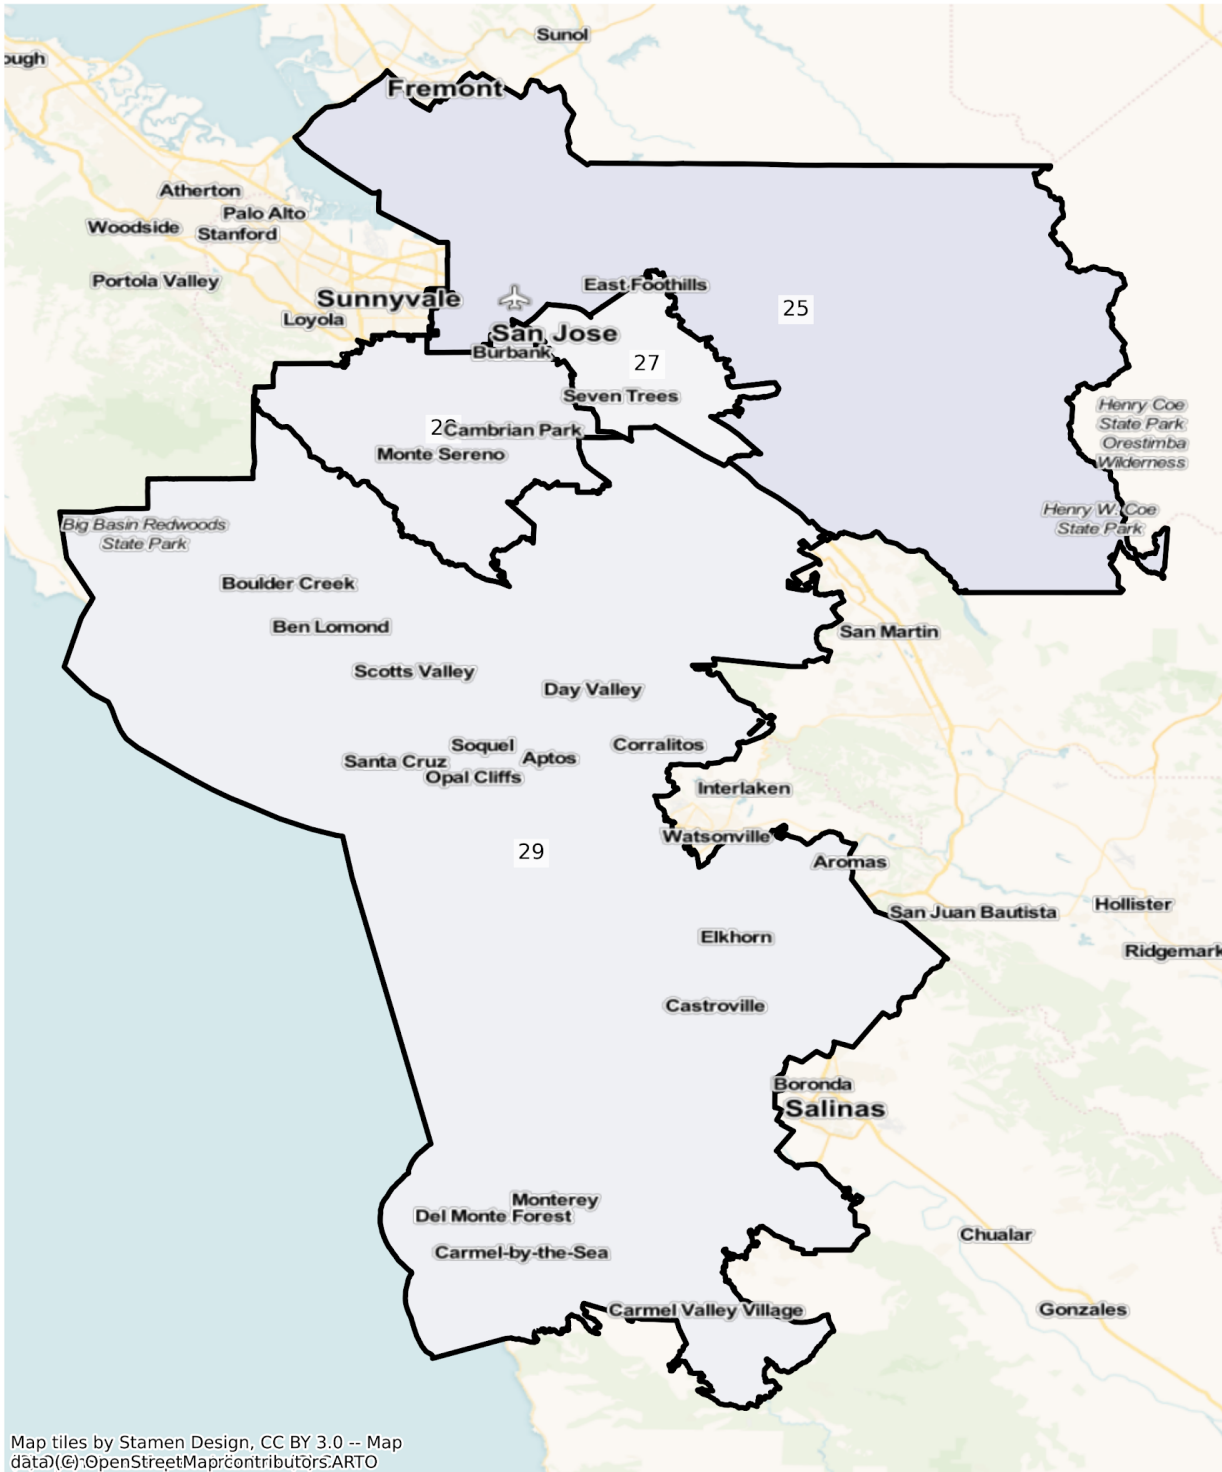 Sunol
ough
Fremont
Atherton
Palo Alto
Woodside
Stanford
Portola Valley
East Foothills
Sunnyvale
25
Loyola
San Jose
Burbank
27
Seven Trees
Henry Coe
State Park
Orestimba
Wilderness
Cambrian Park
Monte Sereno
Henry W. Coe
State Park
Big Basin Redwoods
State Park
Boulder Creek
Ben Lomond
San Martin
Scotts Valley
Day Valley
Soquel
Corralitos
Santa Cruz
Aptos
Opal Cliffs
Interlaken
Watsonville
29
Aromas
Hollister
San Juan Bautista
Elkhorn
Ridgemark
Castroville
Boronda
Salinas
Monterey
Del Monte Forest
Chualar
Carmel-by-the-Sea
Carmel Valley Village
Gonzales
Map tiles by Stamen Design, CC BY 3.0 -- Map
OpenStreetMap contributors